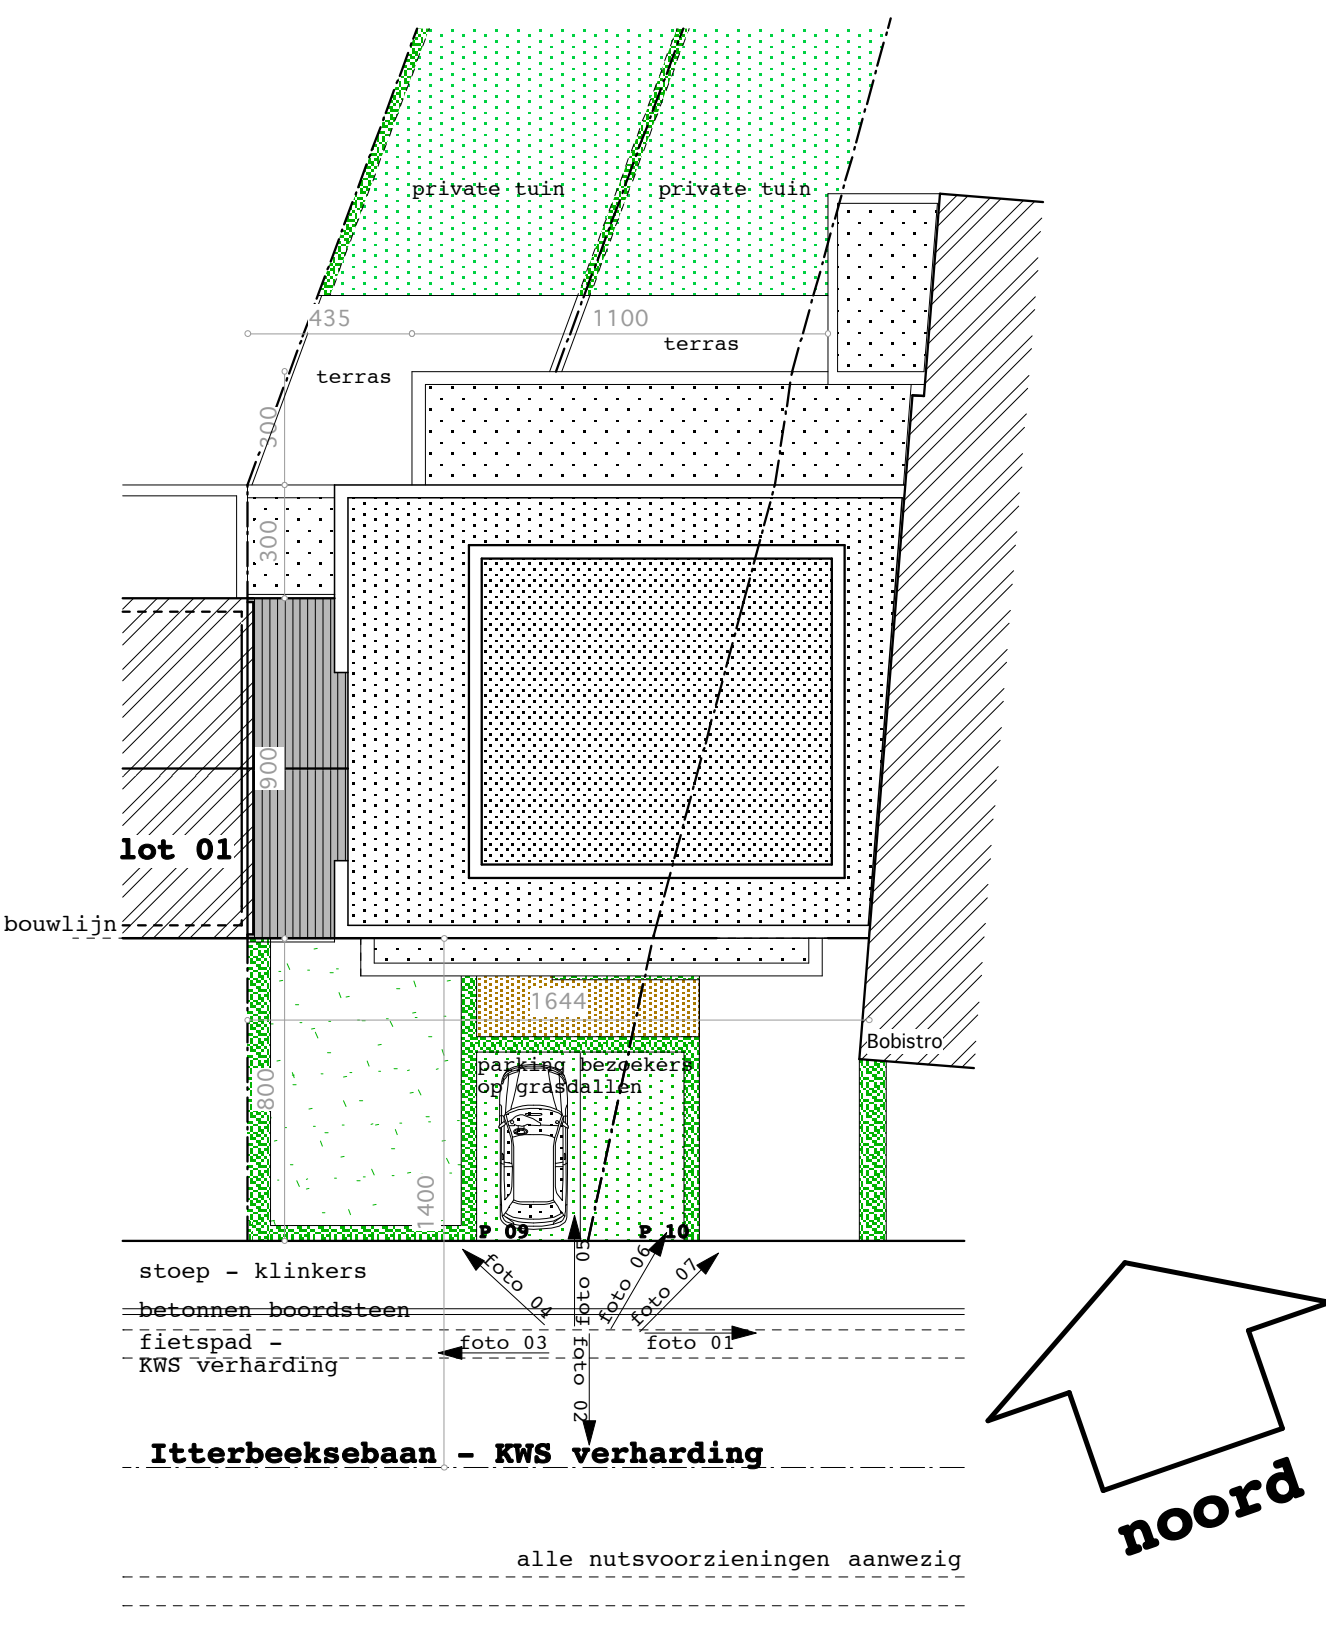 private tuin
private tuin
435
1100
terras
terras
300
300
900
lot 01
bouwlijn
1644
Bobistro
parking bezoekers
op grasdallen
800
1400
P 09
P 10
stoep - klinkers
foto 04
foto 05
foto 06
foto 07
betonnen boordsteen
fietspad -
KWS verharding
foto 03
foto 02
foto 01
Itterbeeksebaan - KWS verharding
noord
alle nutsvoorzieningen aanwezig